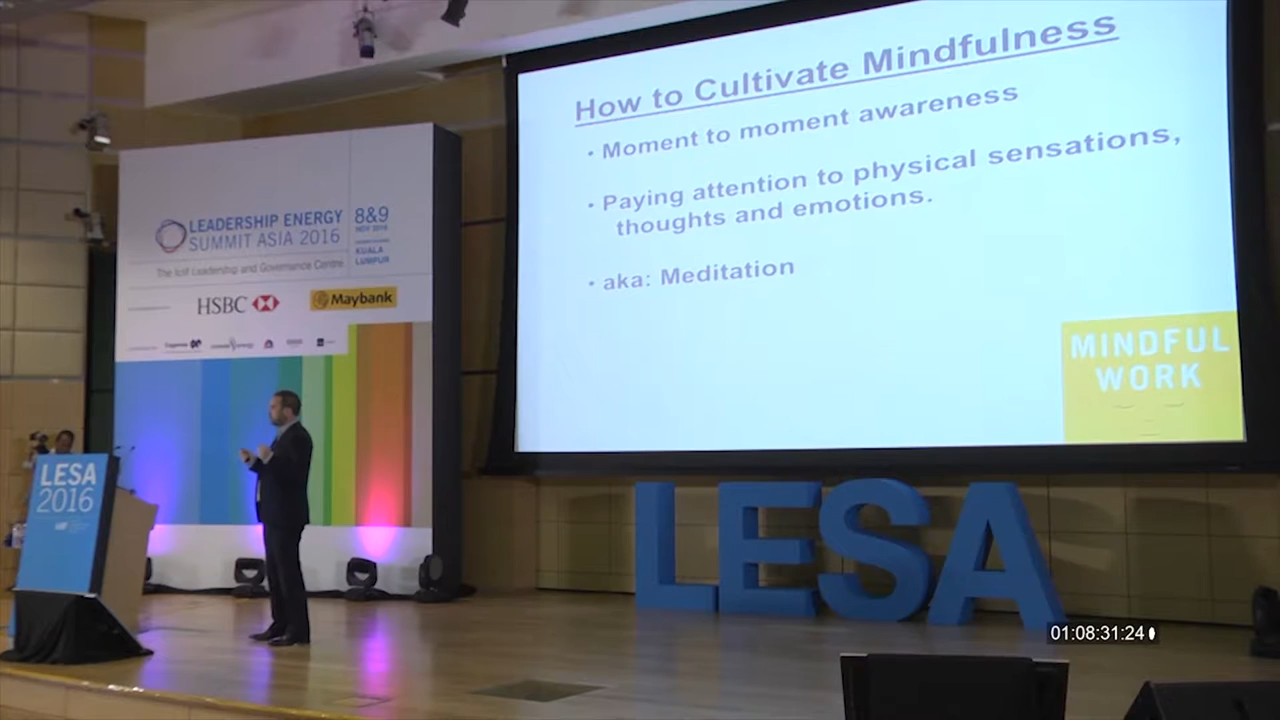 How to Cultivate Mindfulness
• Moment to moment awareness
• Paying attention to physical sensations,
thoughts and emotions.
• aka: Meditation
MINDFUL
WORK
LEADERSHIP ENERGY
SUMMIT ASIA 2016
8&9
NOV 2016
KUALA
LUMPUR
The Iclif Leadership and Governance Centre
HSBC
Maybank
LESA
2016
LESA
01:08:31:24